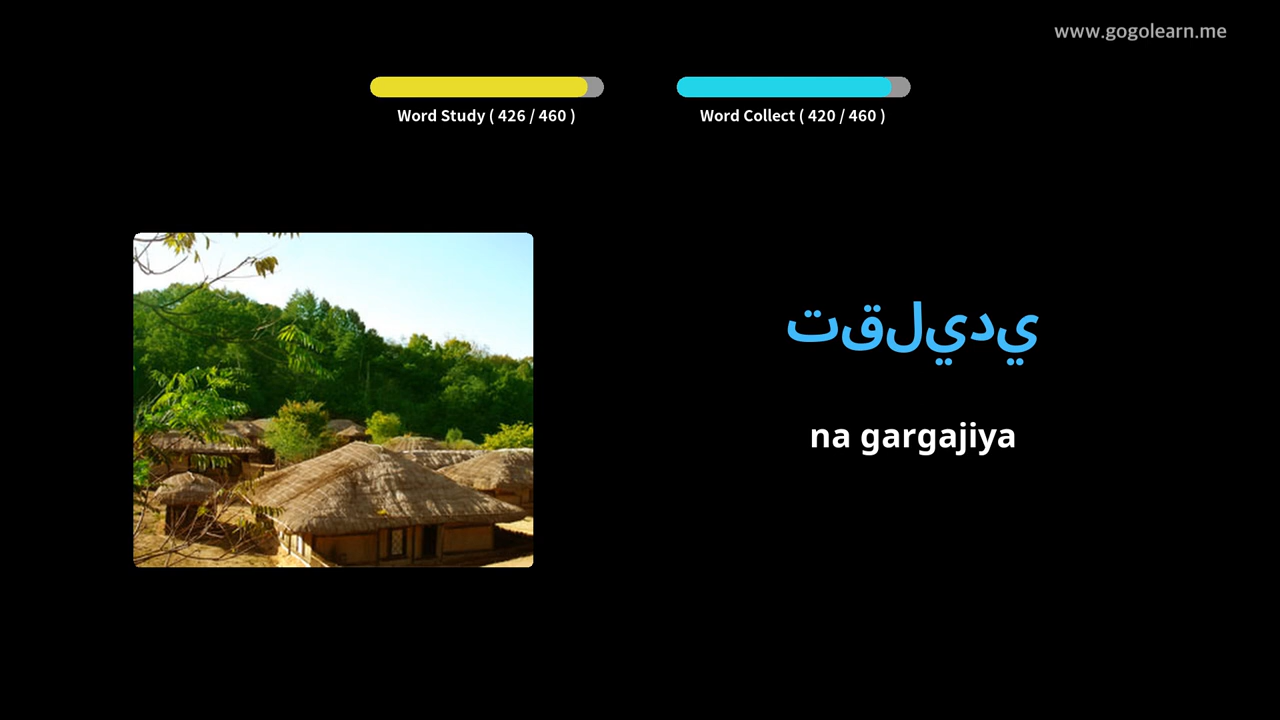 www.gogolearn.me
Word Study ( 426 / 460 )
Word Collect ( 420 / 460 )
تقليدي
na gargajiya